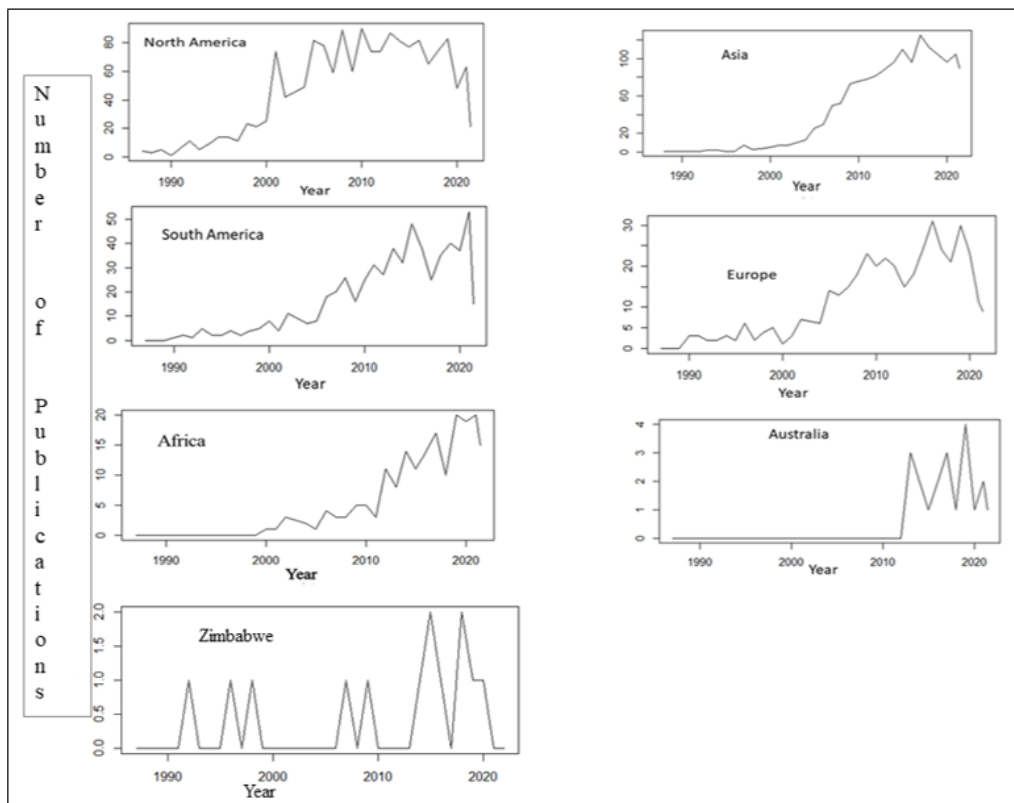 Number of Publications
North America
0 20 40 60 80
1990 2000 2010 2020
Year
Asia
0 20 60 100
1990 2000 2010 2020
Year
South America
0 10 20 30 40 50
1990 2000 2010 2020
Year
Europe
0 5 10 20 30
1990 2000 2010 2020
Year
Africa
0 5 10 15 20
1990 2000 2010 2020
Year
Australia
0 1 2 3 4
1990 2000 2010 2020
Year
Zimbabwe
0.0 0.5 1.0 1.5 2.0
1990 2000 2010 2020
Year